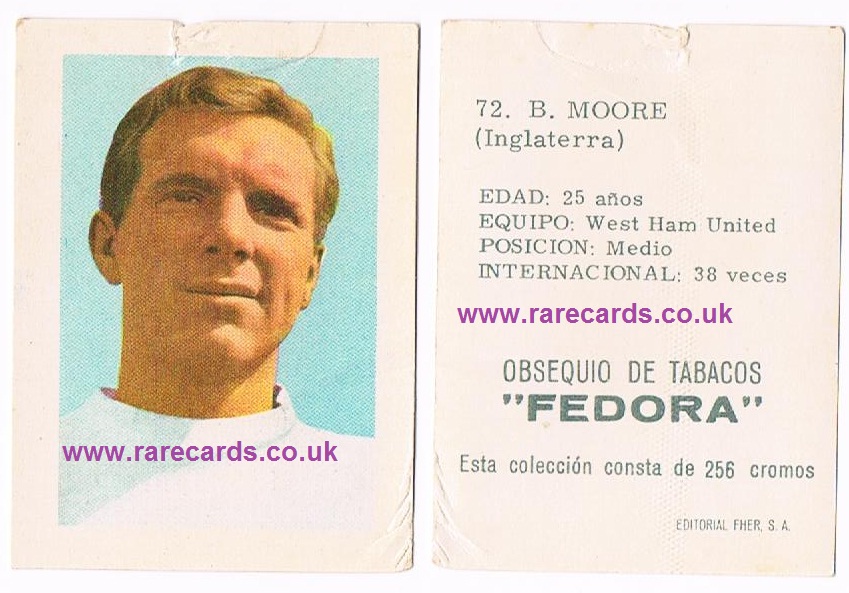 www.rarecards.co.uk
72. B. MOORE
(Inglaterra)
EDAD: 25 años
EQUIPO: West Ham United
POSICION: Medio
INTERNACIONAL: 38 veces
www.rarecards.co.uk
OBSEQUIO DE TABACOS
"FEDORA"
Esta colección consta de 256 cromos
EDITORIAL FHER, S. A.